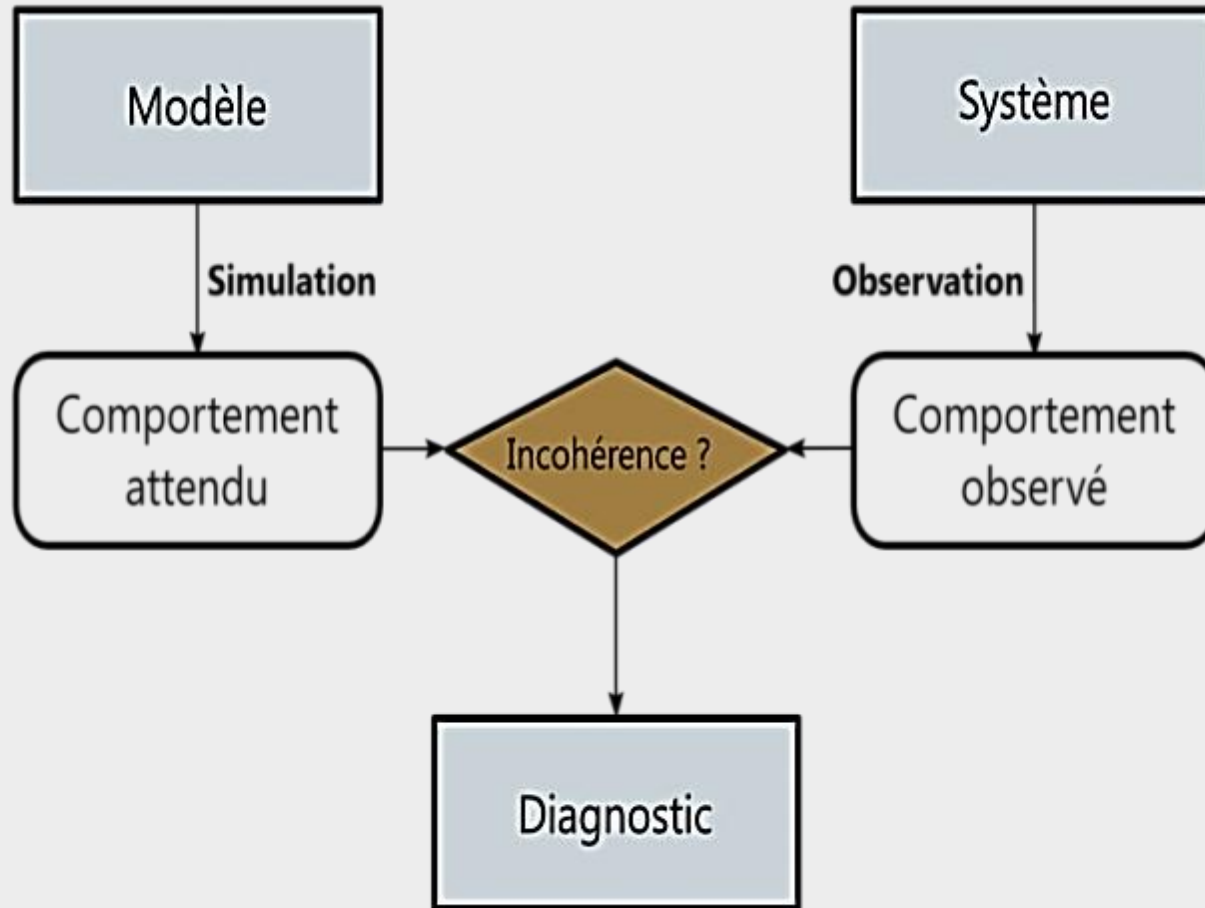 Modèle
Système
Simulation
Observation
Comportement
attendu
Incohérence ?
Comportement
observé
Diagnostic